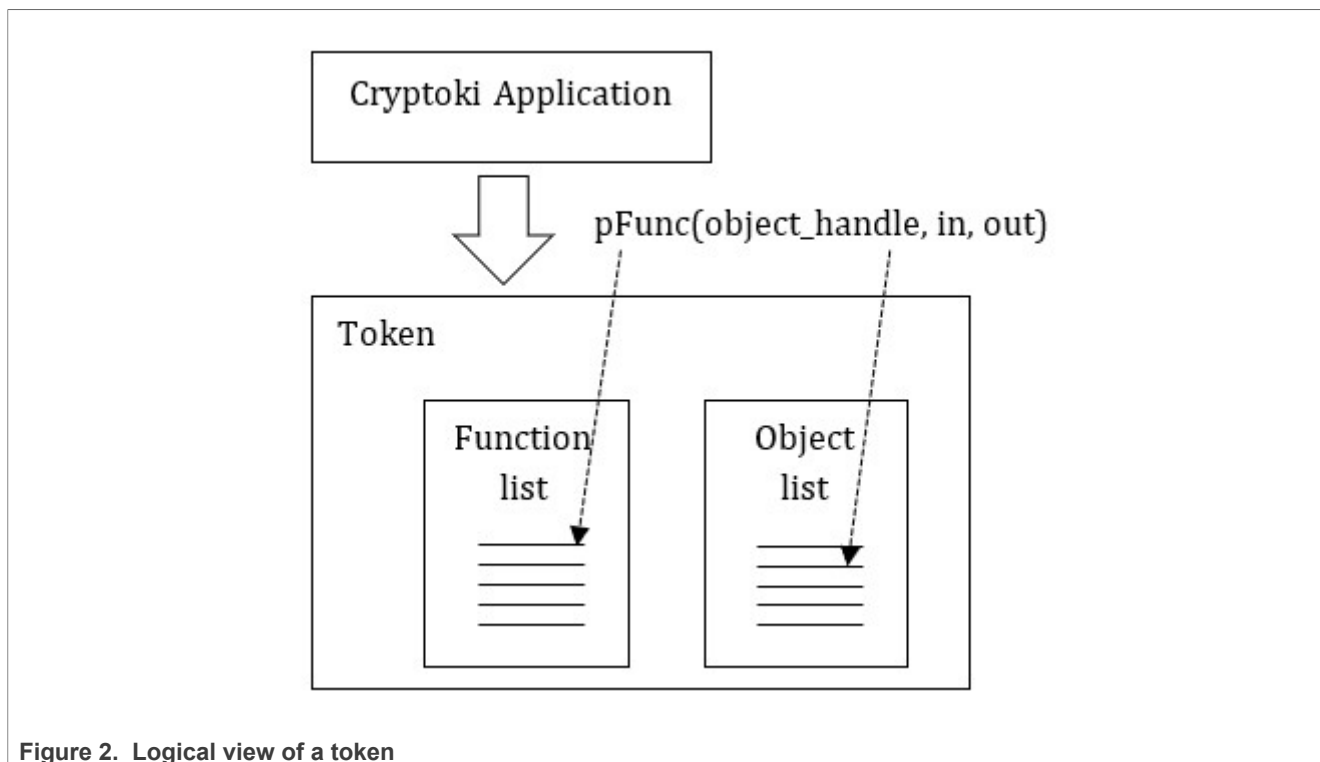 Cryptoki Application
pFunc(object_handle, in, out)
Token
Function
list
Object
list
Figure 2. Logical view of a token